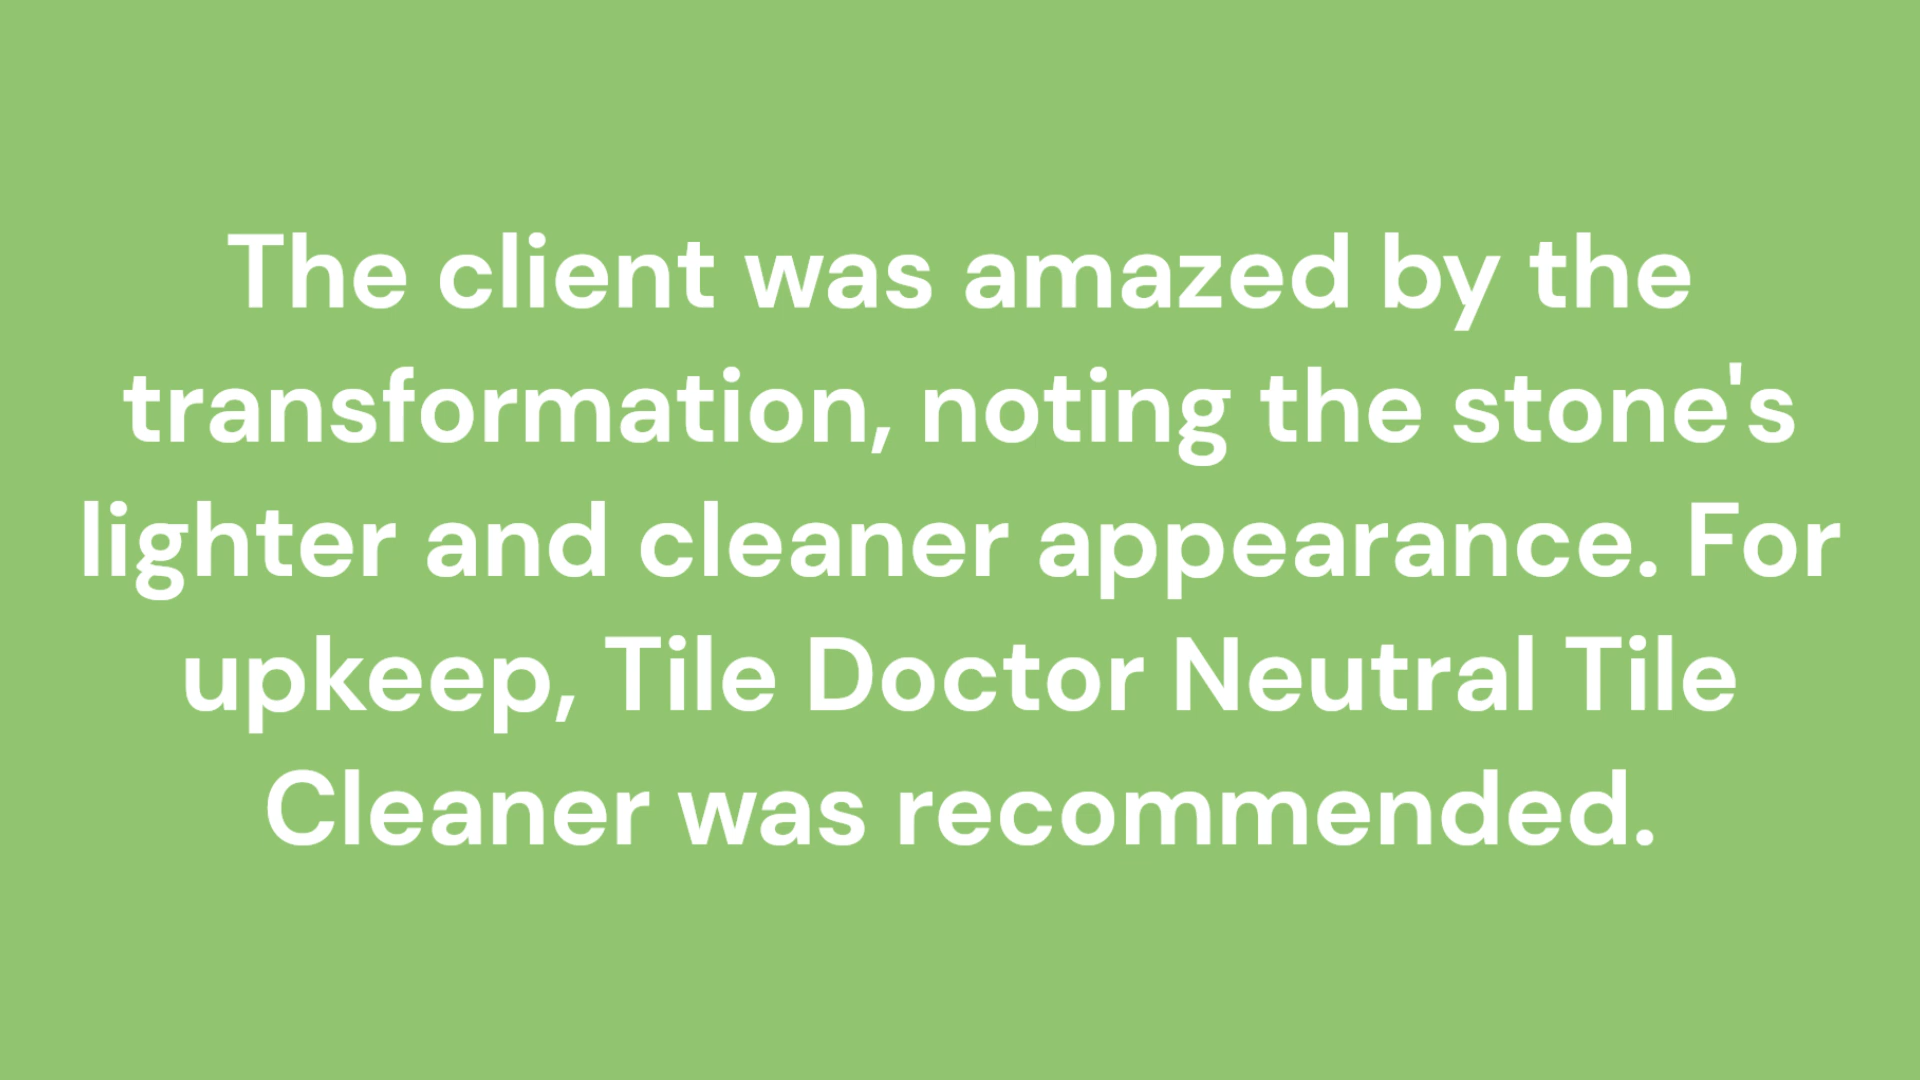 The client was amazed by the
transformation, noting the stone's
lighter and cleaner appearance. For
upkeep, Tile Doctor Neutral Tile
Cleaner was recommended.